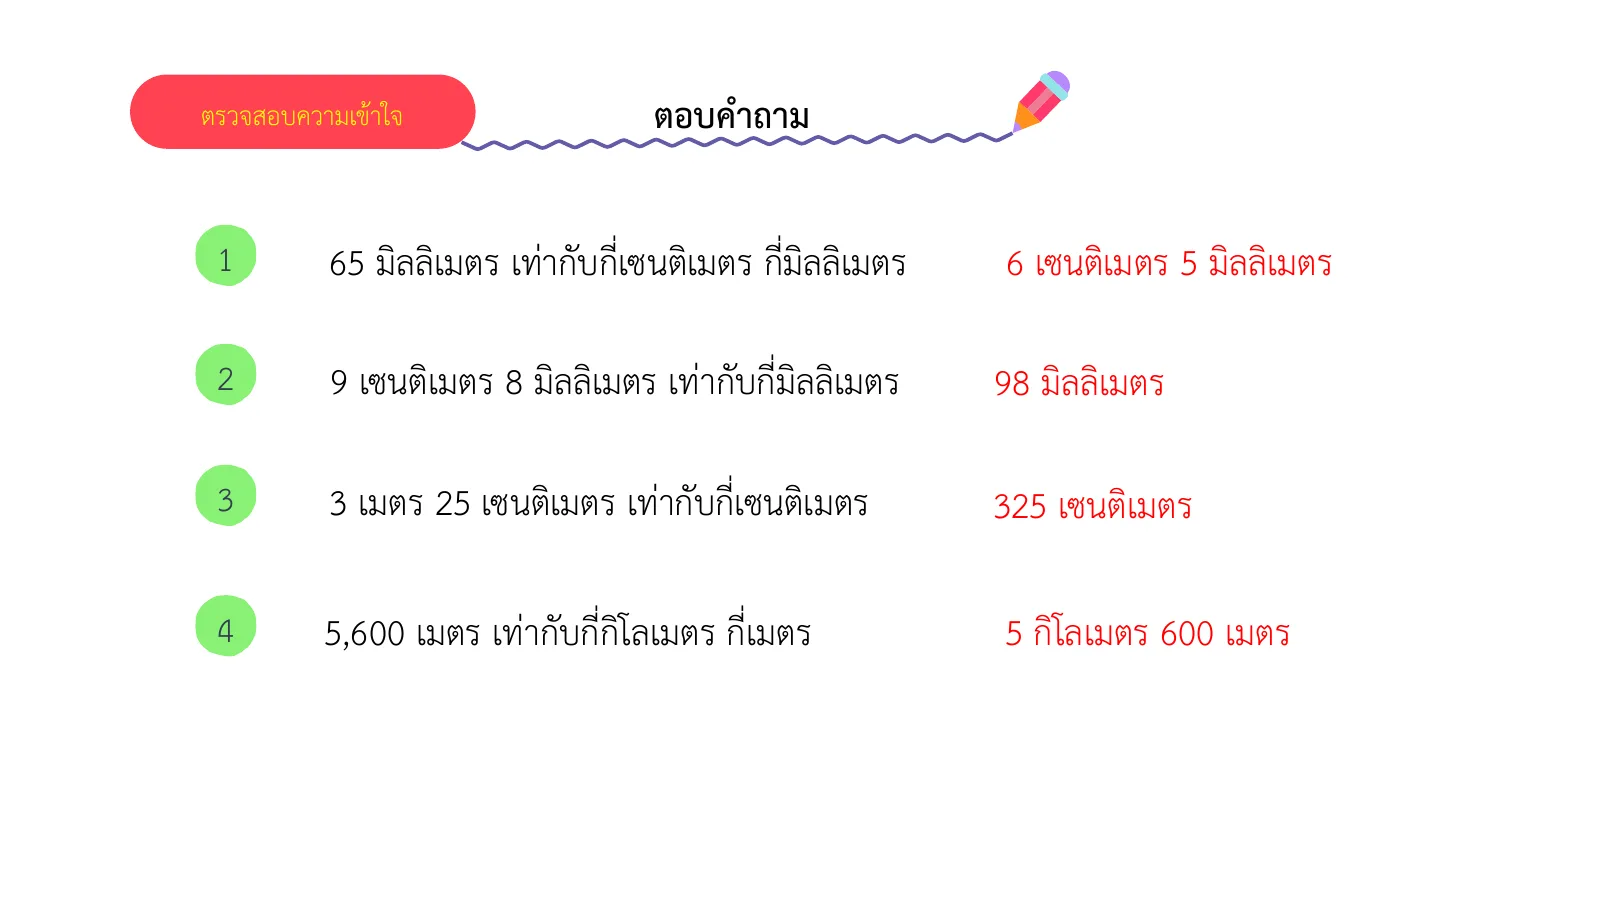 ตรวจสอบความเข้าใจ
ตอบคำถาม
1 65 มิลลิเมตร เท่ากับกี่เซนติเมตร กี่มิลลิเมตร 6 เซนติเมตร 5 มิลลิเมตร
2 9 เซนติเมตร 8 มิลลิเมตร เท่ากับกี่มิลลิเมตร 98 มิลลิเมตร
3 3 เมตร 25 เซนติเมตร เท่ากับกี่เซนติเมตร 325 เซนติเมตร
4 5,600 เมตร เท่ากับกี่กิโลเมตร กี่เมตร 5 กิโลเมตร 600 เมตร